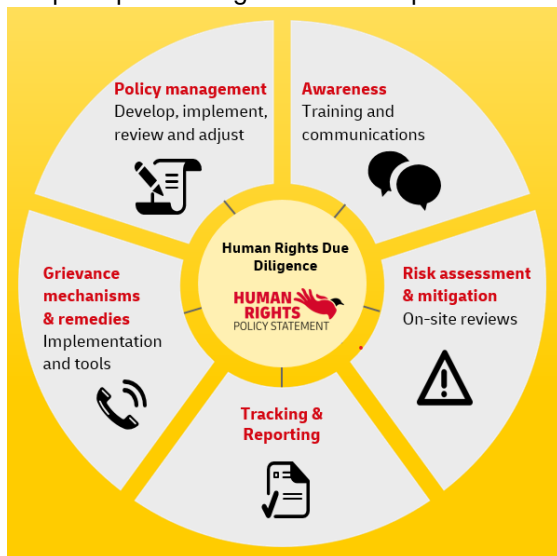 Policy management
Develop, implement,
review and adjust
Awareness
Training and
communications
Human Rights Due
Diligence
HUMAN
RIGHTS
POLICY STATEMENT
Risk assessment
& mitigation
On-site reviews
Tracking &
Reporting
Grievance
mechanisms
& remedies
Implementation
and tools